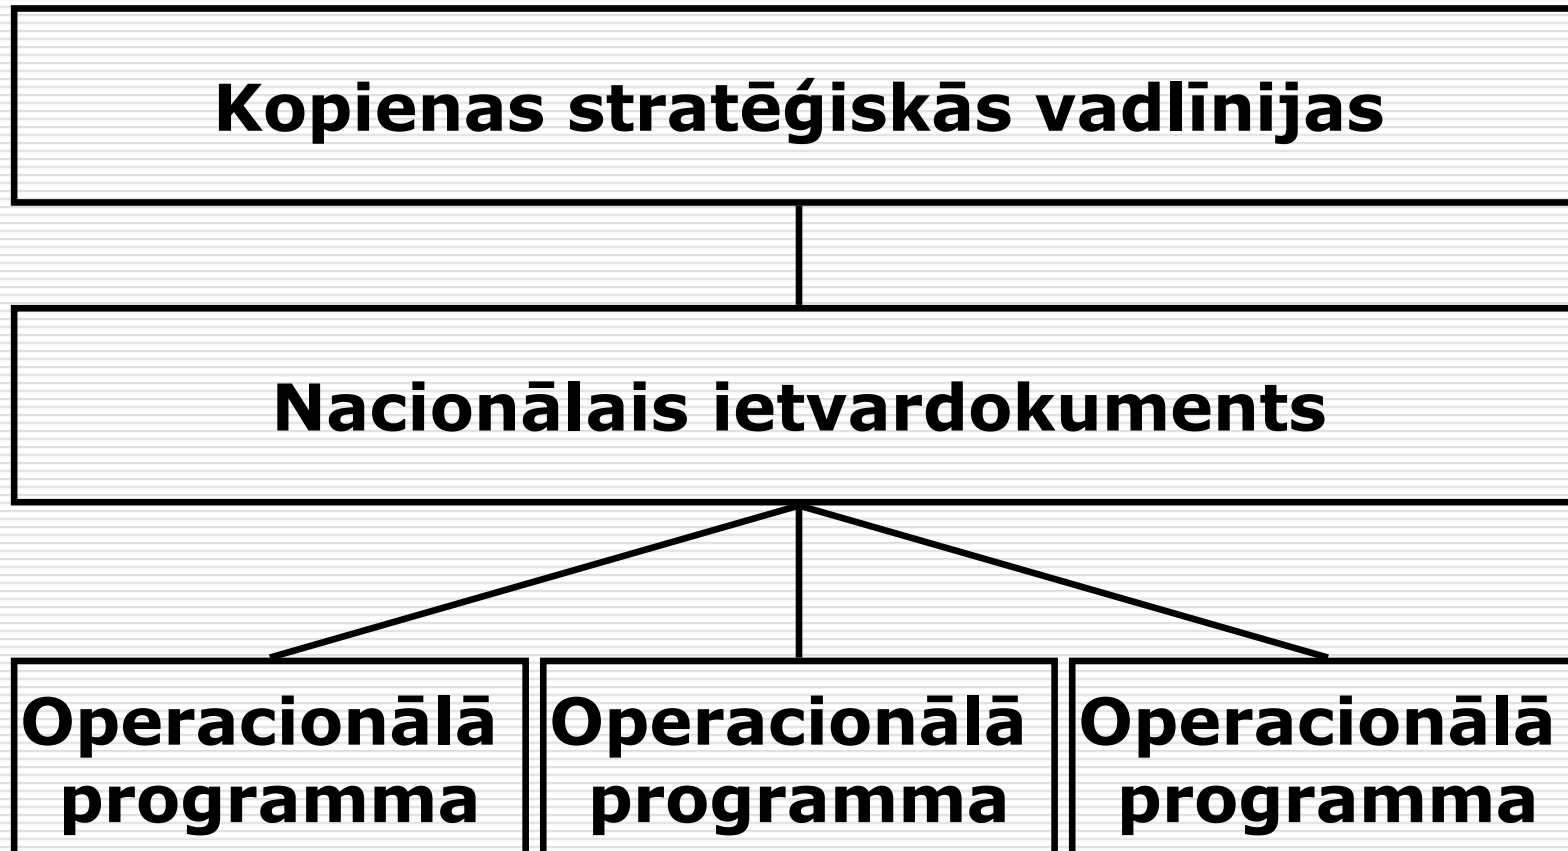 Kopienas stratēģiskās vadlīnijas
Nacionālais ietvardokuments
Operacionālā
programma
Operacionālā
programma
Operacionālā
programma